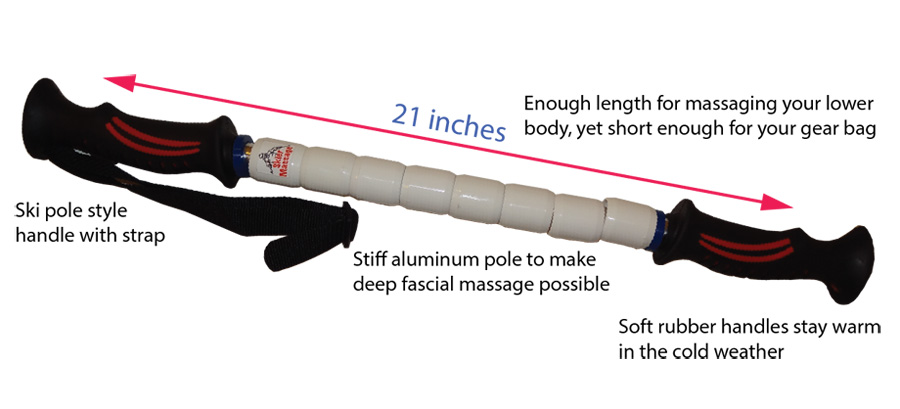 21 inches
Enough length for massaging your lower
body, yet short enough for your gear bag
Skier
Massage
Ski pole style
handle with strap
Stiff aluminum pole to make
deep fascial massage possible
Soft rubber handles stay warm
in the cold weather